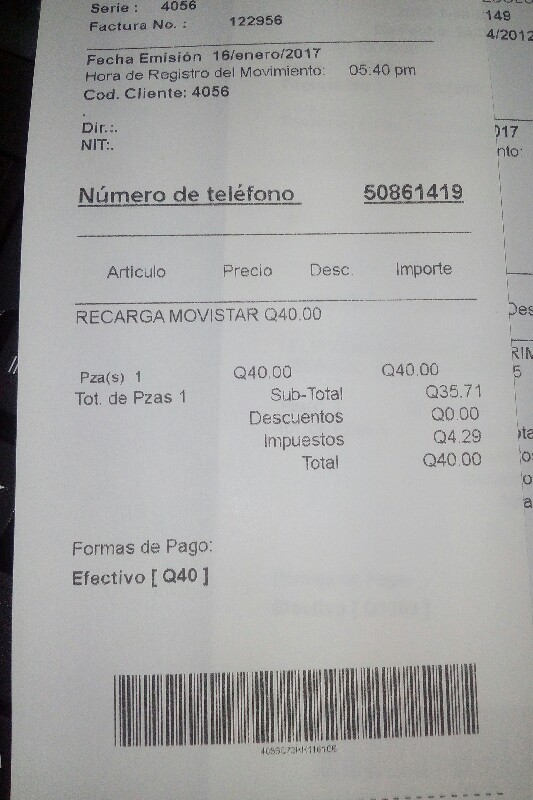 Serie : 4056
Factura No. : 122956
Fecha Emisión 16/enero/2017
Hora de Registro del Movimiento: 05:40 pm
Cod. Cliente: 4056
.
Dir.:.
NIT:.
Número de teléfono 50861419
Articulo Precio Desc. Importe
RECARGA MOVISTAR Q40.00
Pza(s) 1 Q40.00 Q40.00
Tot. de Pzas 1 Sub-Total Q35.71
Descuentos Q0.00
Impuestos Q4.29
Total Q40.00
Formas de Pago:
Efectivo [ Q40 ]
149
4/2012
017
nto:
Des
RIM
5